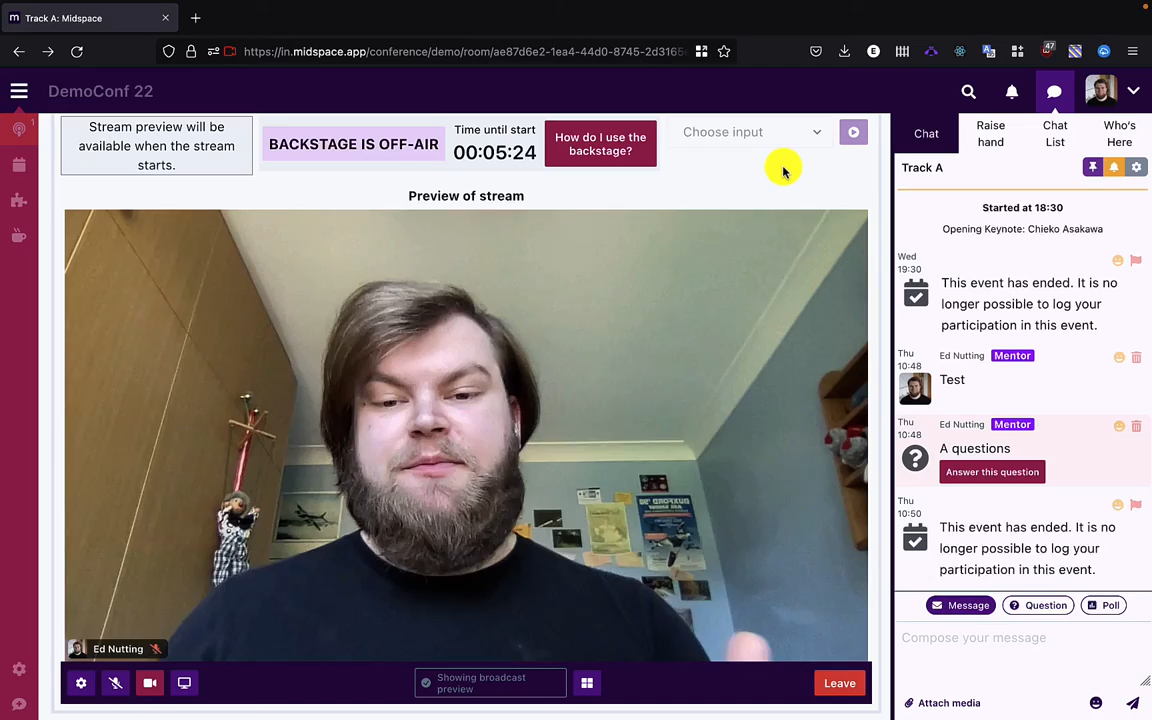 Track A: Midspace
https://in.midspace.app/conference/demo/room/ae87d6e2-1ea4-44d0-8745-2d3165
47
DemoConf 22
1
Stream preview will be
available when the stream
starts.
BACKSTAGE IS OFF-AIR
Time until start
00:05:24
How do I use the
backstage?
Choose input
Preview of stream
Ed Nutting
Showing broadcast
preview
Leave
Chat
Raise
hand
Chat
List
Who's
Here
Track A
Started at 18:30
Opening Keynote: Chieko Asakawa
Wed
19:30
This event has ended. It is no
longer possible to log your
participation in this event.
Thu
10:48
Ed Nutting Mentor
Test
Thu
10:48
Ed Nutting Mentor
A questions
Answer this question
Thu
10:50
This event has ended. It is no
longer possible to log your
participation in this event.
Message
Question
Poll
Compose your message
Attach media